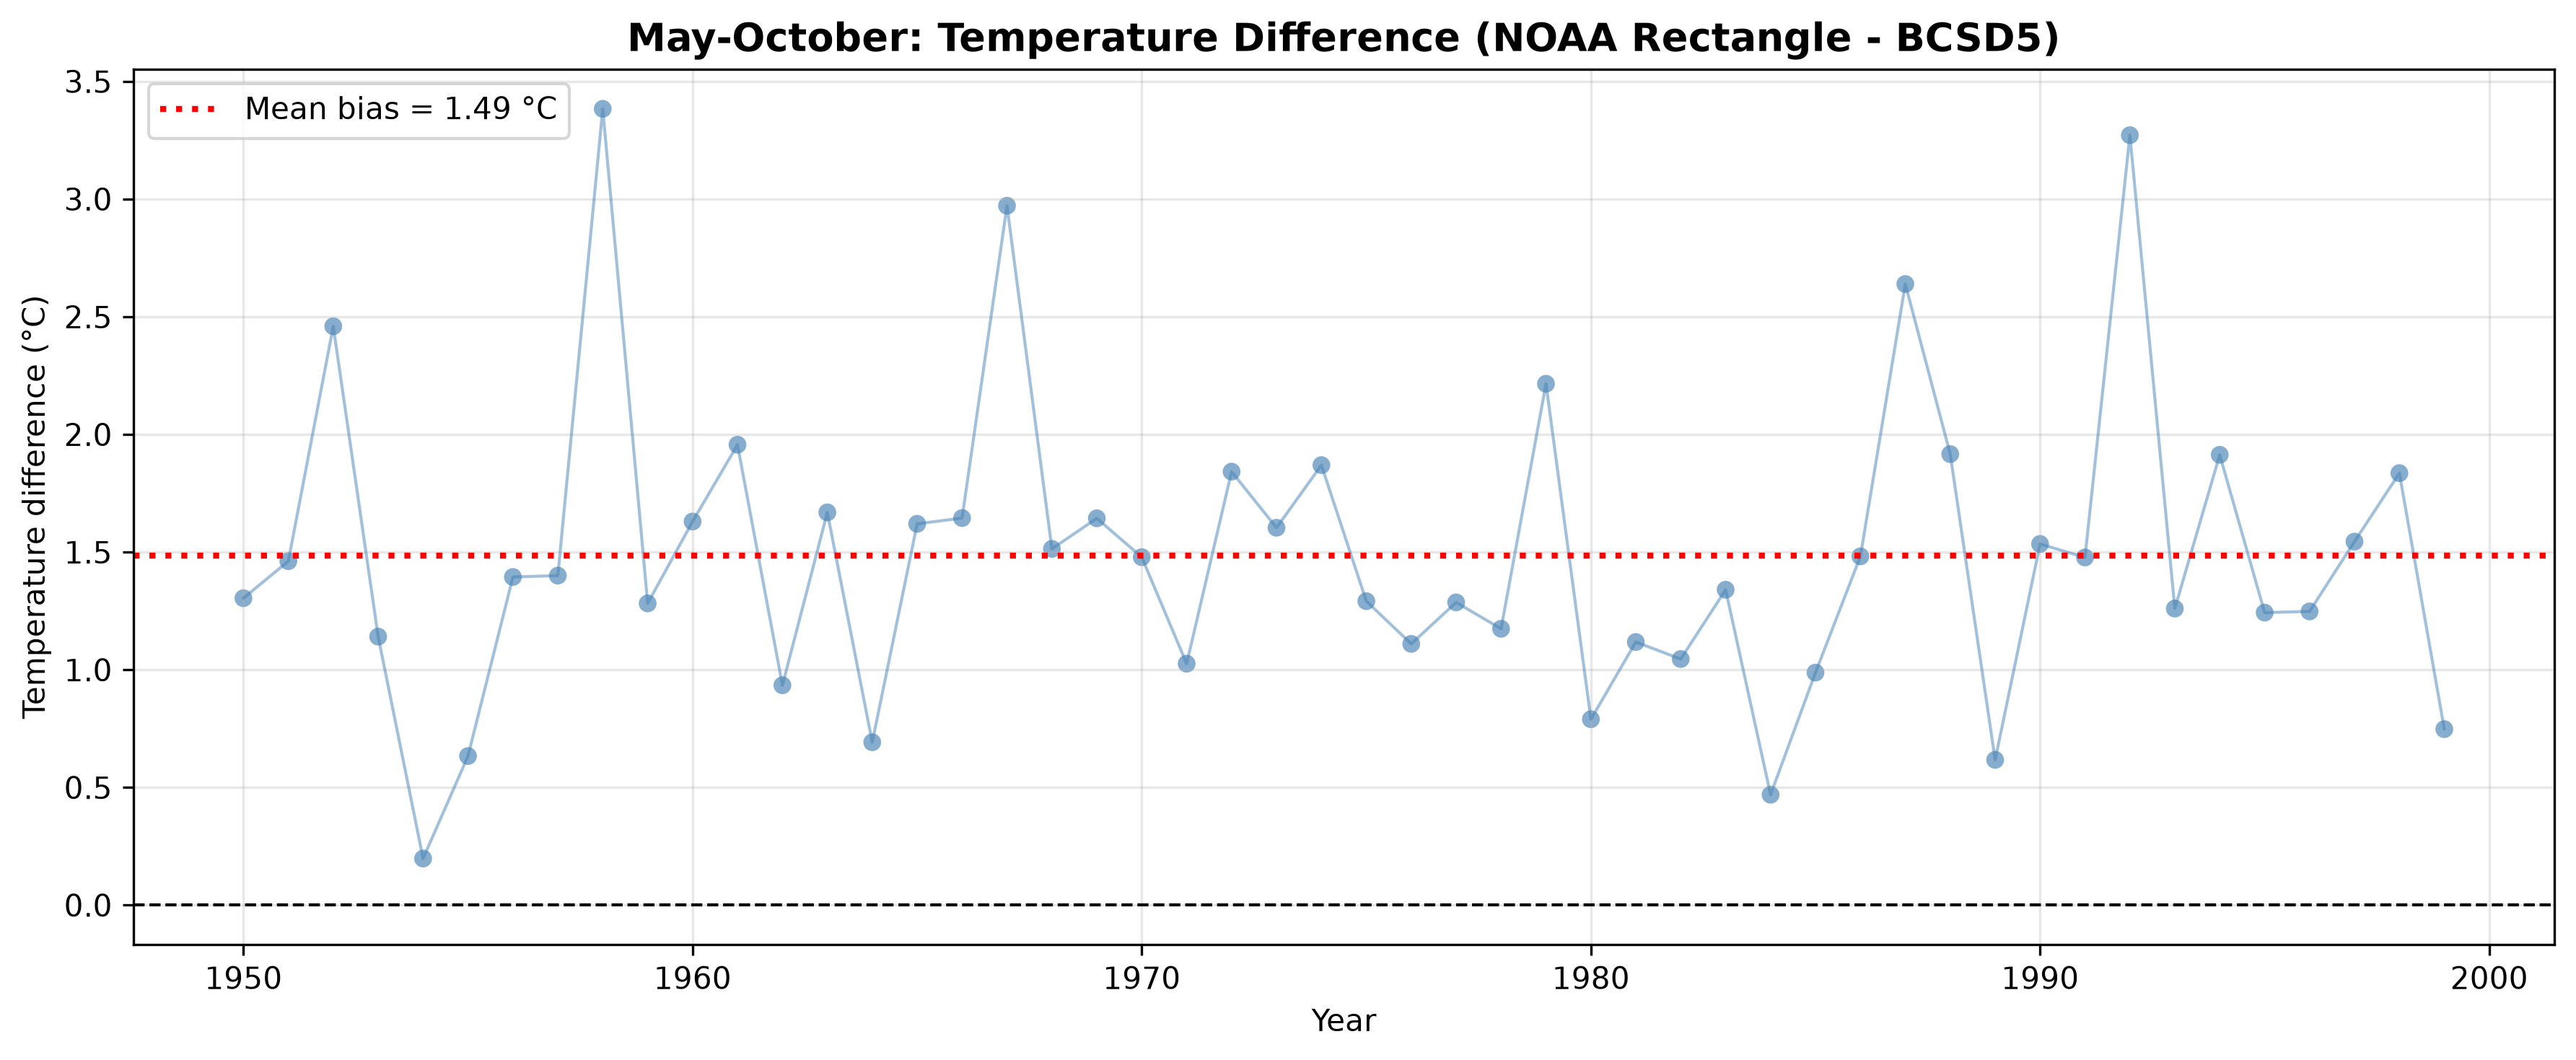 May-October: Temperature Difference (NOAA Rectangle - BCSD5)
Mean bias = 1.49 °C
Temperature difference (°C)
3.5
3.0
2.5
2.0
1.5
1.0
0.5
0.0
1950 1960 1970 1980 1990 2000
Year